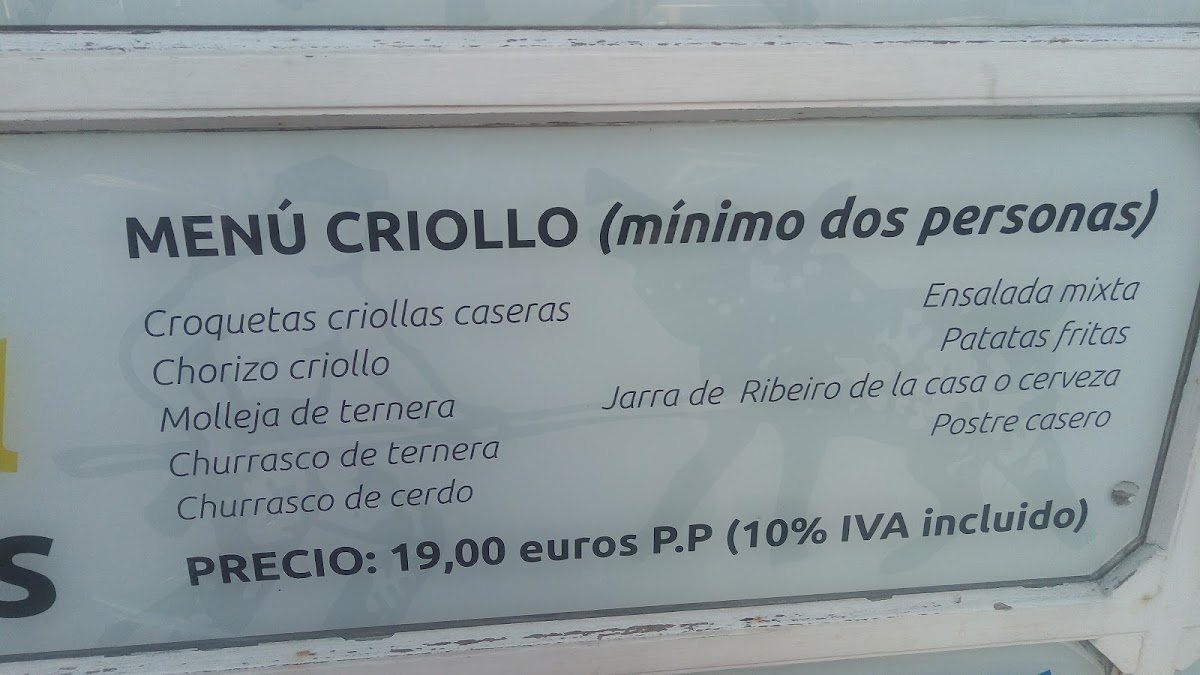 MENÚ CRIOLLO (mínimo dos personas)
Croquetas criollas caseras
Chorizo criollo
Molleja de ternera
Churrasco de ternera
Churrasco de cerdo
Ensalada mixta
Patatas fritas
Jarra de Ribeiro de la casa o cerveza
Postre casero
PRECIO: 19,00 euros P.P (10% IVA incluido)
s